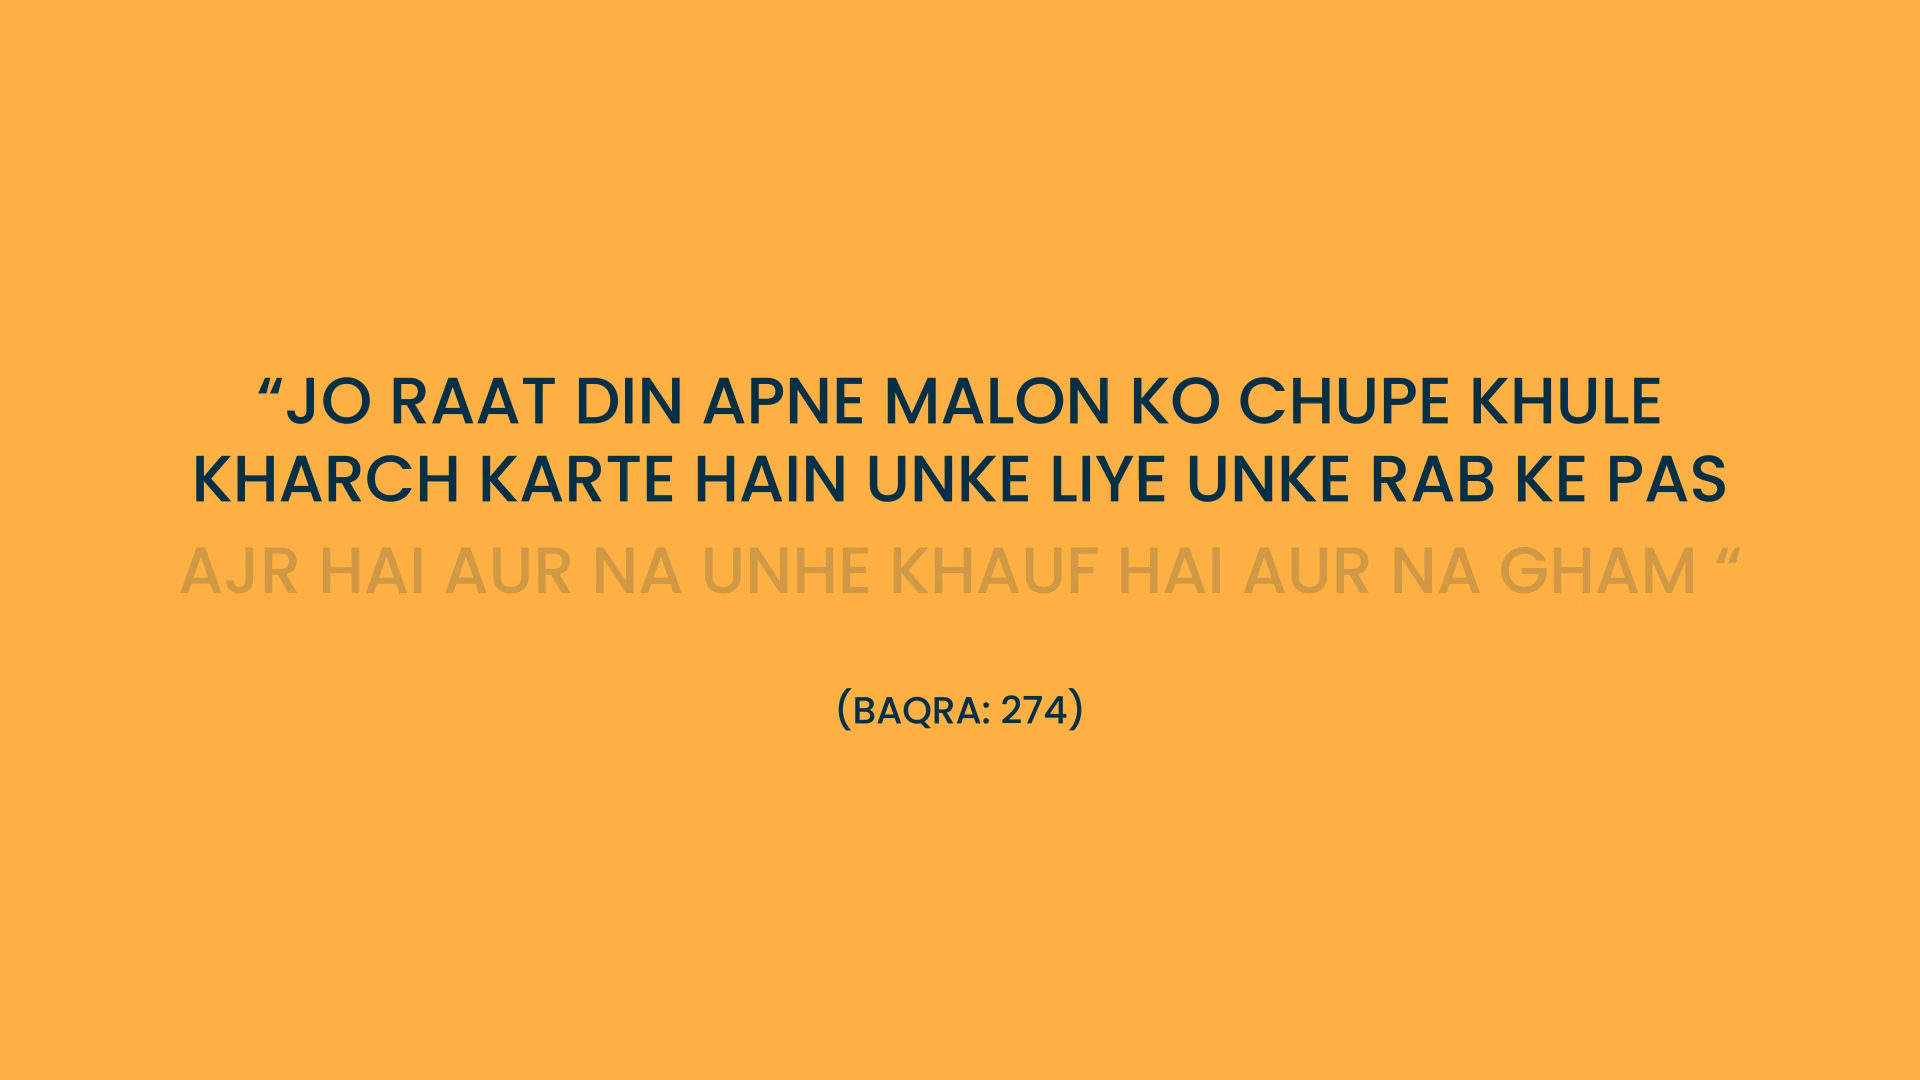 “JO RAAT DIN APNE MALON KO CHUPE KHULE
KHARCH KARTE HAIN UNKE LIYE UNKE RAB KE PAS
AJR HAI AUR NA UNHE KHAUF HAI AUR NA GHAM “
(BAQRA: 274)